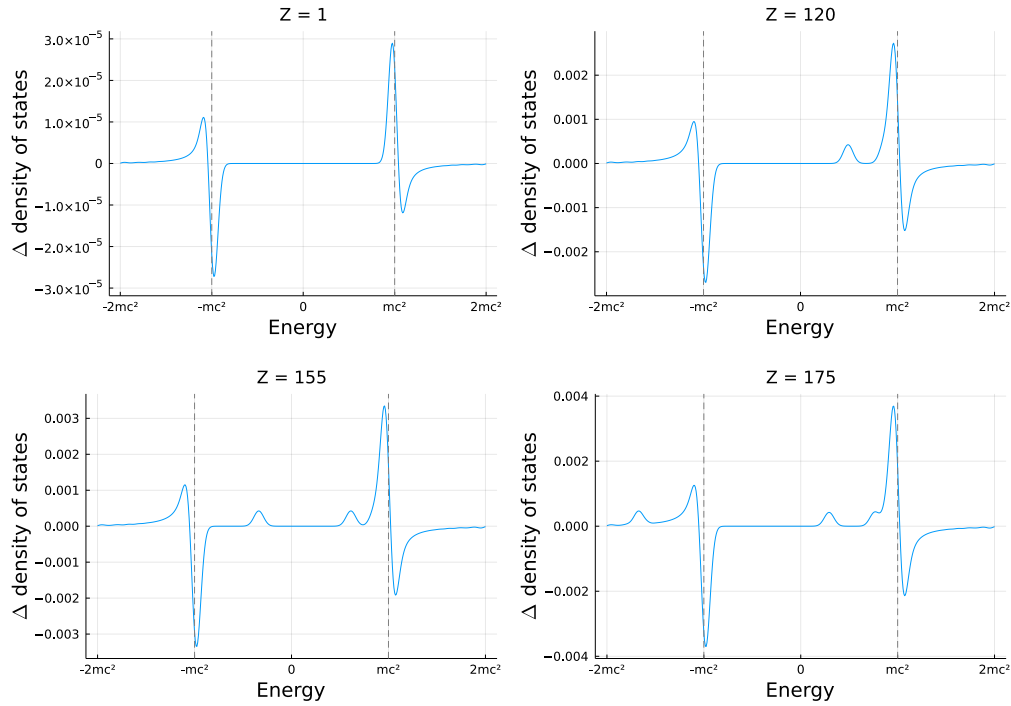 Z = 1
Δ density of states
3.0×10⁻⁵
2.0×10⁻⁵
1.0×10⁻⁵
0
−1.0×10⁻⁵
−2.0×10⁻⁵
−3.0×10⁻⁵
-2mc² -mc² 0 mc² 2mc²
Energy
Z = 120
Δ density of states
0.002
0.001
0.000
−0.001
−0.002
-2mc² -mc² 0 mc² 2mc²
Energy
Z = 155
Δ density of states
0.003
0.002
0.001
0.000
−0.001
−0.002
−0.003
-2mc² -mc² 0 mc² 2mc²
Energy
Z = 175
Δ density of states
0.004
0.002
0.000
−0.002
−0.004
-2mc² -mc² 0 mc² 2mc²
Energy